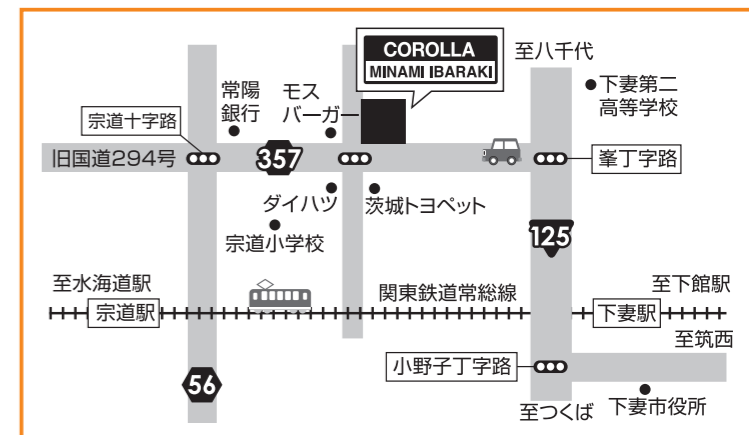 COROLLA
MINAMI IBARAKI
至八千代
常陽
銀行
モス
バーガー
下妻第二
高等学校
宗道十字路
旧国道294号
357
峯丁字路
ダイハツ
茨城トヨペット
宗道小学校
125
至水海道駅
関東鉄道常総線
至下館駅
宗道駅
下妻駅
至筑西
小野子丁字路
56
至つくば
下妻市役所